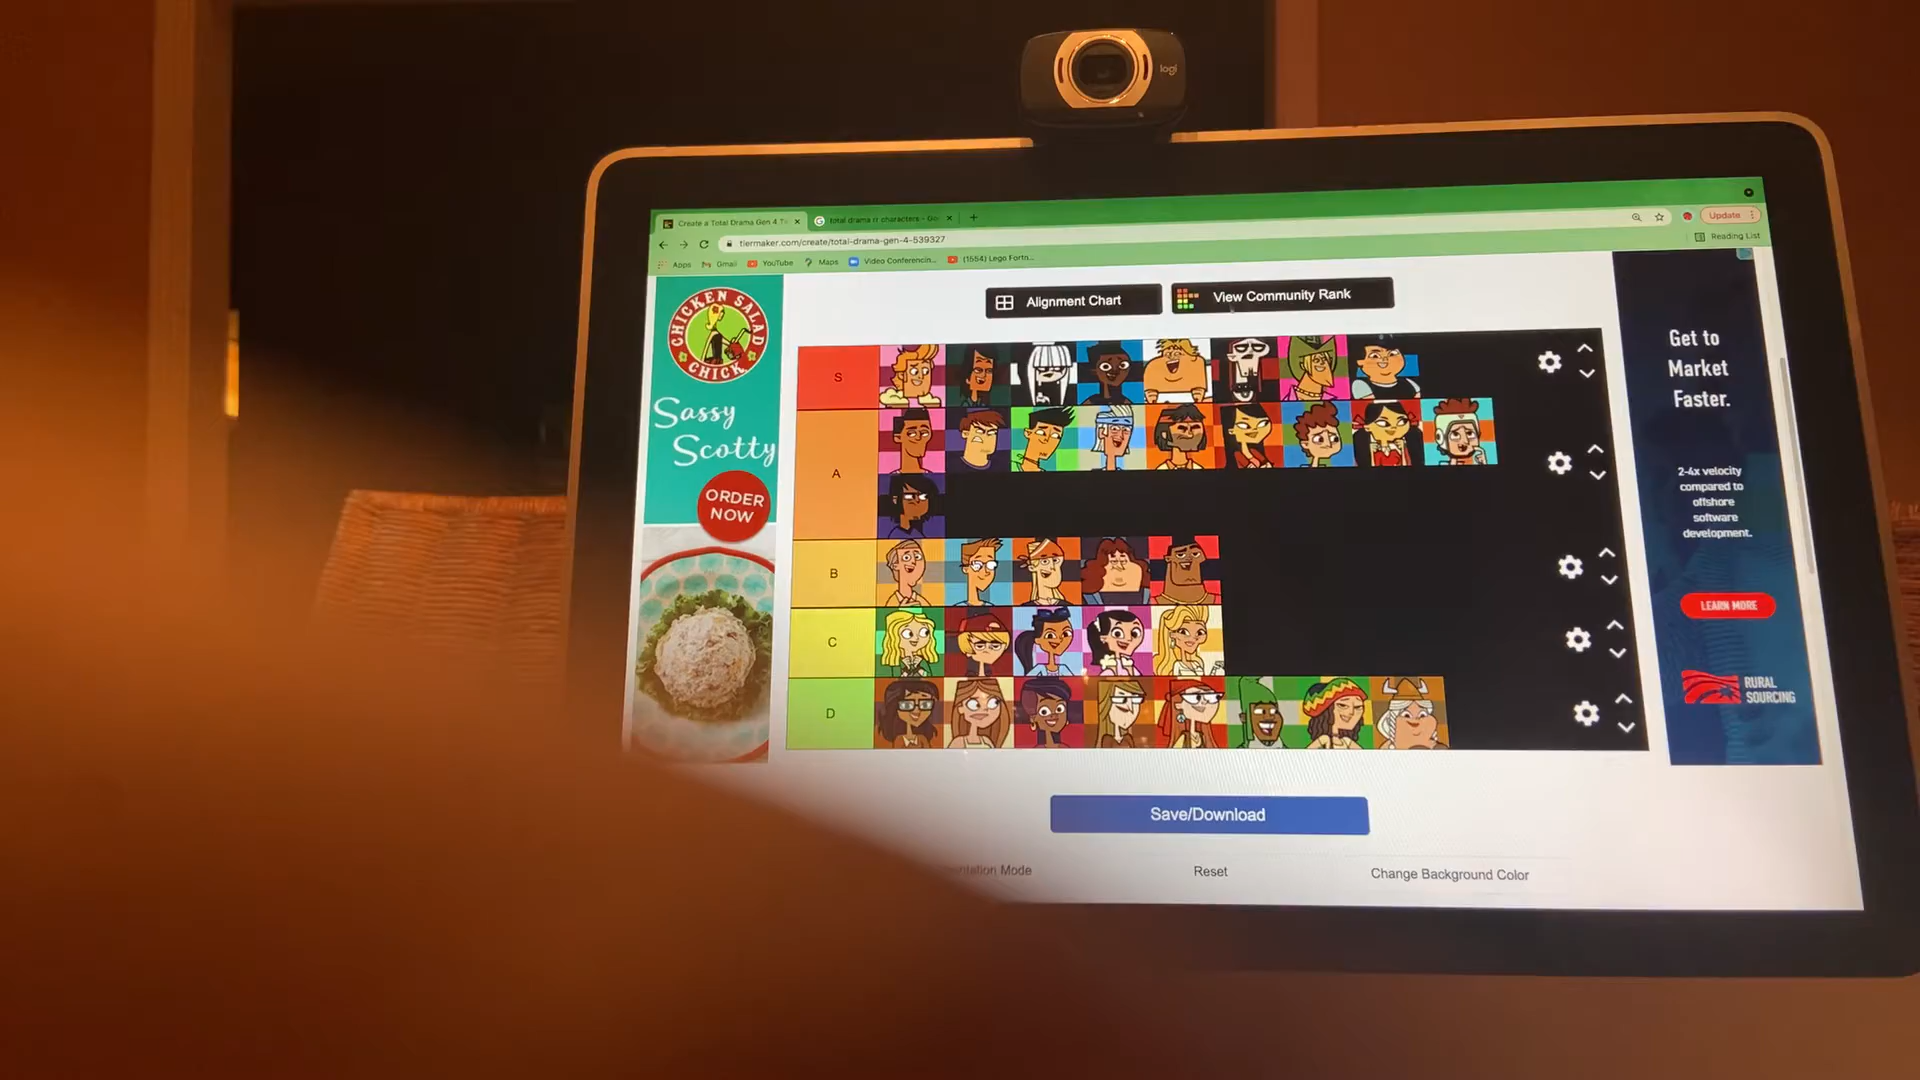 logi
Create a Total Drama Gen 4 Ti
total drama rr characters - Go
Update
tiermaker.com/create/total-drama-gen-4-539327
Reading List
Apps
Gmail
YouTube
Maps
Video Conferencin...
(1554) Lego Fortn...
CHICKEN SALAD
CHICK
Sassy
Scotty
ORDER
NOW
Alignment Chart
View Community Rank
S
A
B
C
D
Get to
Market
Faster.
2-4x velocity
compared to
offshore
software
development.
LEARN MORE
RURAL
SOURCING
Save/Download
Mode
Reset
Change Background Color